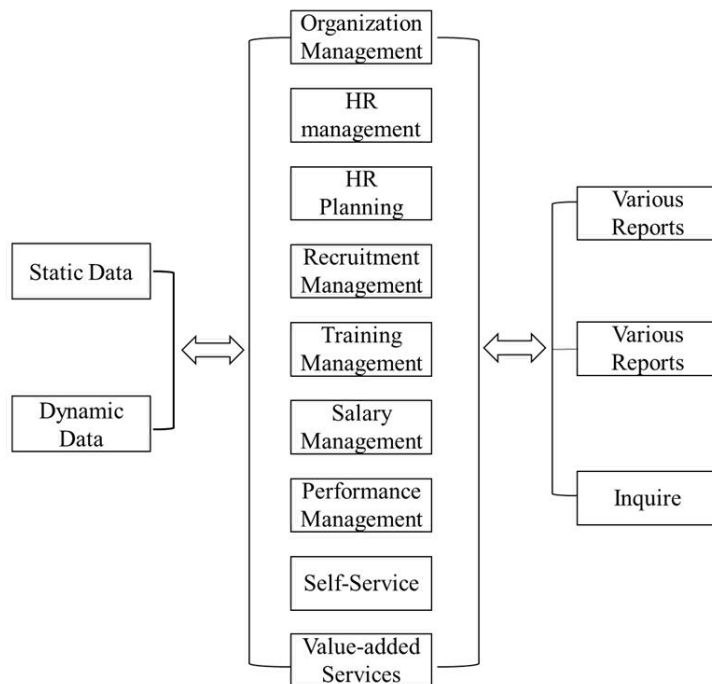 Static Data
Dynamic
Data
Organization
Management
HR
management
HR
Planning
Recruitment
Management
Training
Management
Salary
Management
Performance
Management
Self-Service
Value-added
Services
Various
Reports
Various
Reports
Inquire